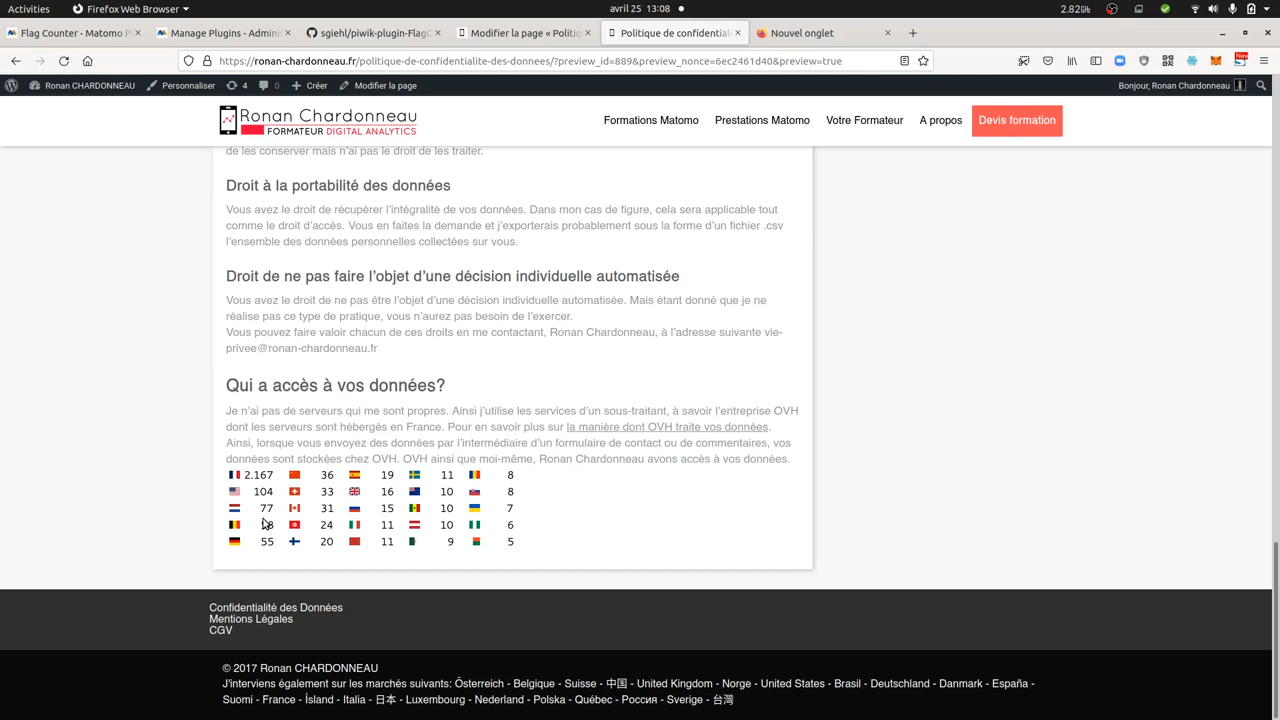 Activities Firefox Web Browser avril 25 13:08 2.82
Flag Counter - Matomo P Manage Plugins - Adminis sgiehl/piwik-plugin-FlagC Modifier la page « Politiq Politique de confidential Nouvel onglet
https://ronan-chardonneau.fr/politique-de-confidentialite-des-donnees/?preview_id=889&preview_nonce=6ec2461d40&preview=true
Ronan CHARDONNEAU Personnaliser 4 Créer Modifier la page Bonjour, Ronan Chardonneau
Ronan Chardonneau
FORMATEUR DIGITAL ANALYTICS
Formations Matomo Prestations Matomo Votre Formateur A propos Devis formation
de les conserver mais n’ai pas le droit de les traiter.
Droit à la portabilité des données
Vous avez le droit de récupérer l’intégralité de vos données. Dans mon cas de figure, cela sera applicable tout
comme le droit d’accès. Vous en faites la demande et j’exporterais probablement sous la forme d’un fichier .csv
l’ensemble des données personnelles collectées sur vous.
Droit de ne pas faire l’objet d’une décision individuelle automatisée
Vous avez le droit de ne pas être l’objet d’une décision individuelle automatisée. Mais étant donné que je ne
réalise pas ce type de pratique, vous n’aurez pas besoin de l’exercer.
Vous pouvez faire valoir chacun de ces droits en me contactant, Ronan Chardonneau, à l’adresse suivante vie-
privee@ronan-chardonneau.fr
Qui a accès à vos données?
Je n’ai pas de serveurs qui me sont propres. Ainsi j’utilise les services d’un sous-traitant, à savoir l’entreprise OVH
dont les serveurs sont hébergés en France. Pour en savoir plus sur la manière dont OVH traite vos données.
Ainsi, lorsque vous envoyez des données par l’intermédiaire d’un formulaire de contact ou de commentaires, vos
données sont stockées chez OVH. OVH ainsi que moi-même, Ronan Chardonneau avons accès à vos données.
2.167 36 19 11 8
104 33 16 10 8
77 31 15 10 7
24 11 10 6
55 20 11 9 5
Confidentialité des Données
Mentions Légales
CGV
© 2017 Ronan CHARDONNEAU
J'interviens également sur les marchés suivants: Österreich - Belgique - Suisse - 中国 - United Kingdom - Norge - United States - Brasil - Deutschland - Danmark - España -
Suomi - France - Ísland - Italia - 日本 - Luxembourg - Nederland - Polska - Québec - Россия - Sverige - 台灣